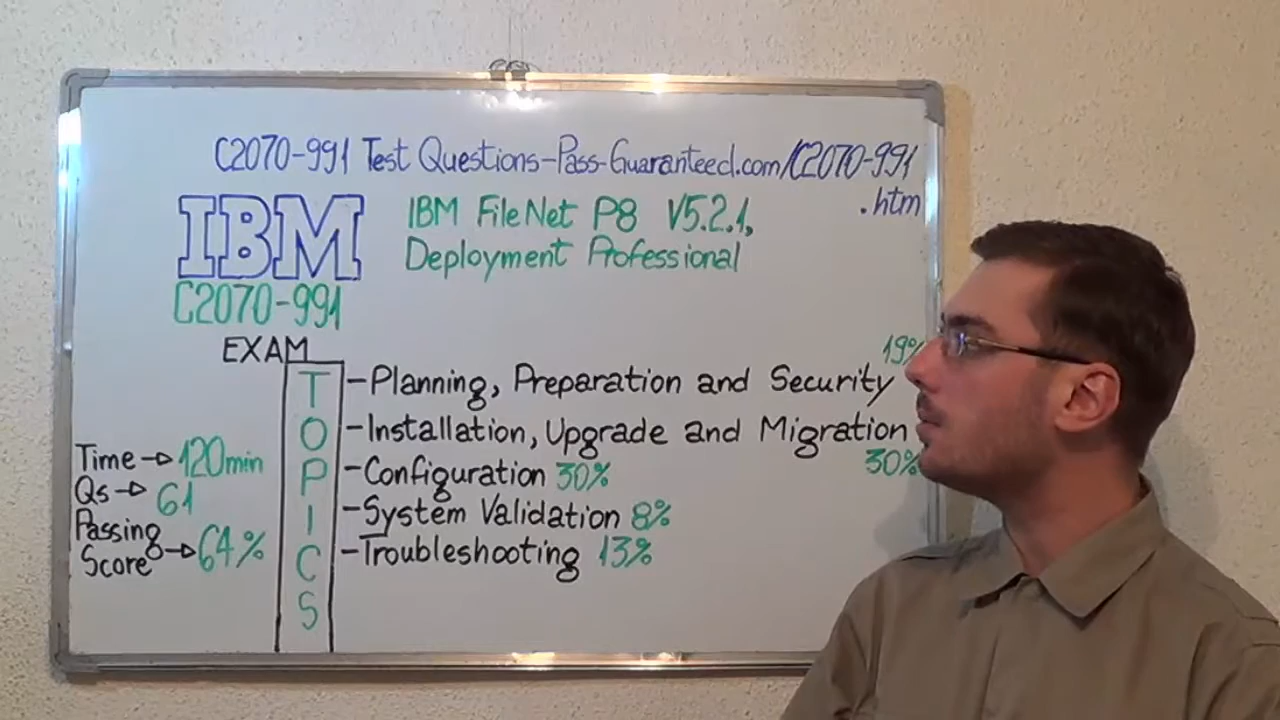 C2070-991 Test Questions-Pass-Guaranteed.com/C2070-991
.htm
IBM
IBM FileNet P8 V5.2.1,
Deployment Professional
C2070-991
EXAM
TOPICS
19%
-Planning, Preparation and Security
-Installation, Upgrade and Migration
30%
-Configuration 30%
-System Validation 8%
-Troubleshooting 13%
Time→120min
Qs→61
Passing
Score→64%